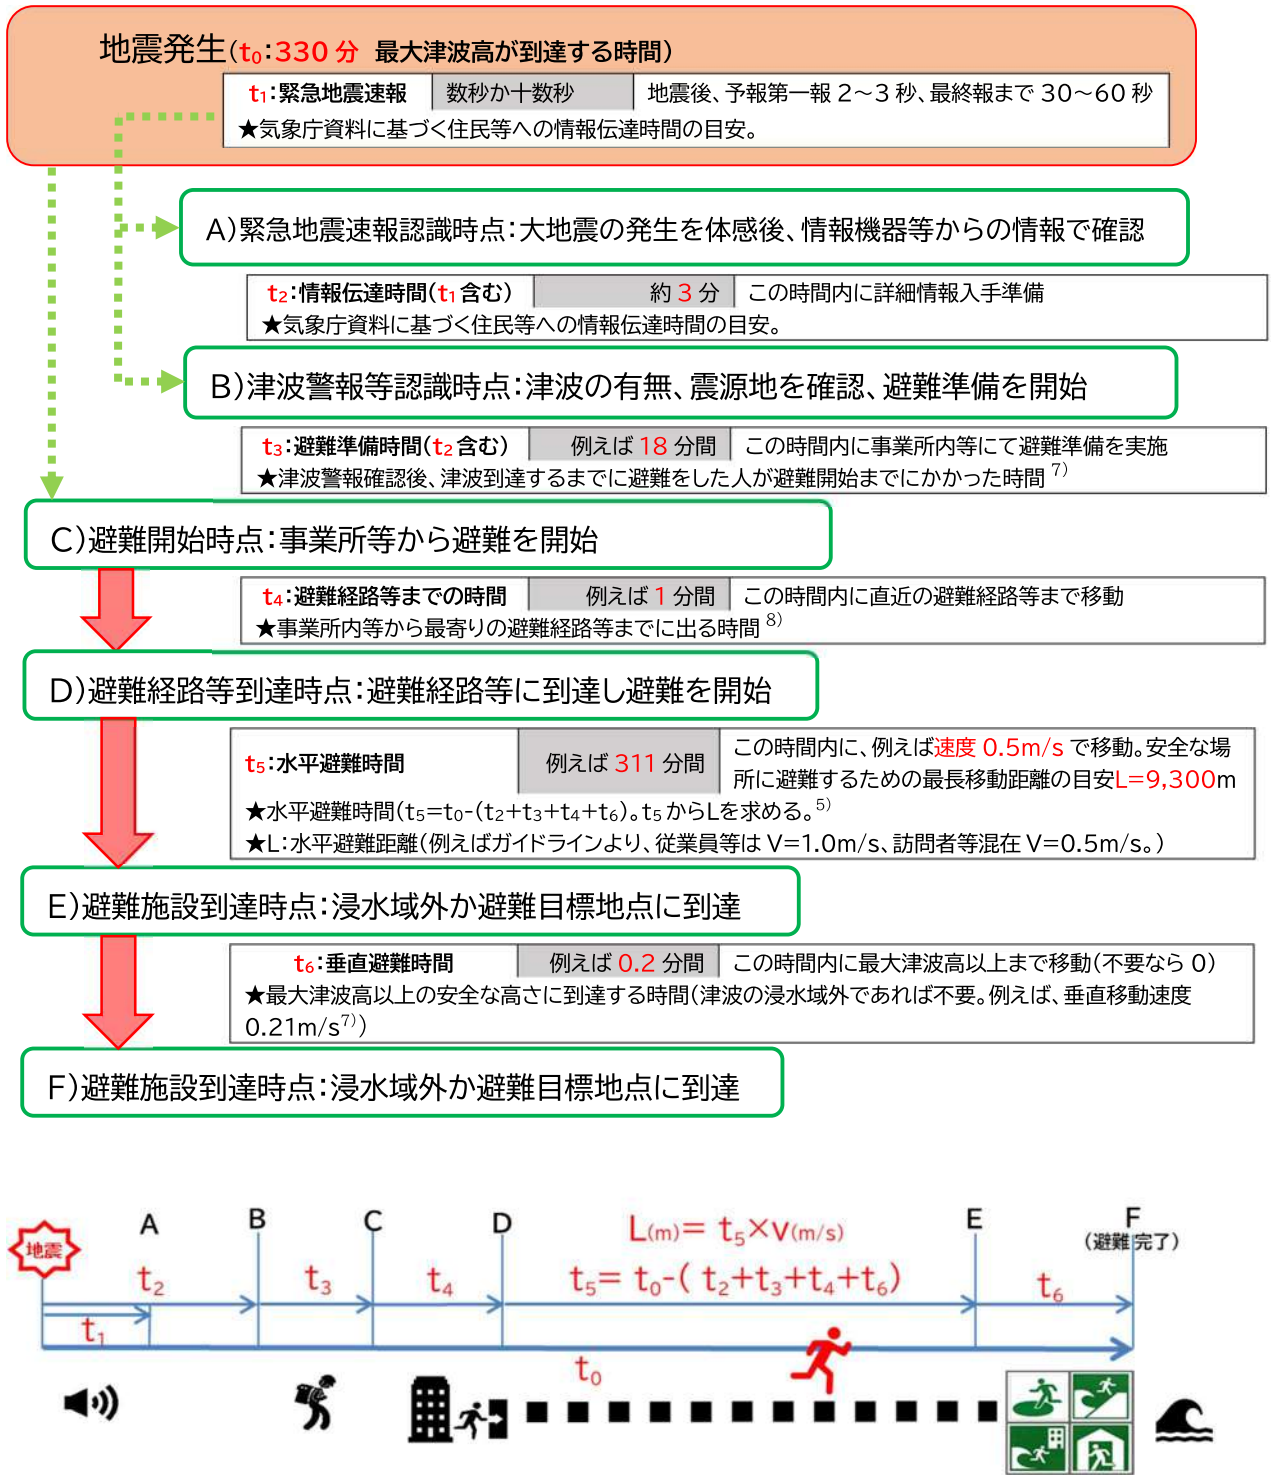 地震発生(t₀:330 分 最大津波高が到達する時間)
t₁:緊急地震速報 数秒か十数秒 地震後、予報第一報 2～3 秒、最終報まで 30～60 秒
★気象庁資料に基づく住民等への情報伝達時間の目安。
A)緊急地震速報認識時点:大地震の発生を体感後、情報機器等からの情報で確認
t₂:情報伝達時間(t₁ 含む) 約 3 分 この時間内に詳細情報入手準備
★気象庁資料に基づく住民等への情報伝達時間の目安。
B)津波警報等認識時点:津波の有無、震源地を確認、避難準備を開始
t₃:避難準備時間(t₂ 含む) 例えば 18 分間 この時間内に事業所内等にて避難準備を実施
★津波警報確認後、津波到達するまでに避難をした人が避難開始までにかかった時間 7)
C)避難開始時点:事業所等から避難を開始
t₄:避難経路等までの時間 例えば 1 分間 この時間内に直近の避難経路等まで移動
★事業所内等から最寄りの避難経路等までに出る時間 8)
D)避難経路等到達時点:避難経路等に到達し避難を開始
t₅:水平避難時間 例えば 311 分間 この時間内に、例えば速度 0.5m/s で移動。安全な場
所に避難するための最長移動距離の目安L=9,300m
★水平避難時間(t₅=t₀-(t₂+t₃+t₄+t₆)。t₅ からLを求める。5)
★L:水平避難距離(例えばガイドラインより、従業員等は V=1.0m/s、訪問者等混在 V=0.5m/s。)
E)避難施設到達時点:浸水域外か避難目標地点に到達
t₆:垂直避難時間 例えば 0.2 分間 この時間内に最大津波高以上まで移動(不要なら 0)
★最大津波高以上の安全な高さに到達する時間(津波の浸水域外であれば不要。例えば、垂直移動速度
0.21m/s7))
F)避難施設到達時点:浸水域外か避難目標地点に到達
A B C D L(m)= t₅×v(m/s) E F
(避難完了)
地震
t₂ t₃ t₄ t₅= t₀-( t₂+t₃+t₄+t₆) t₆
t₁
t₀